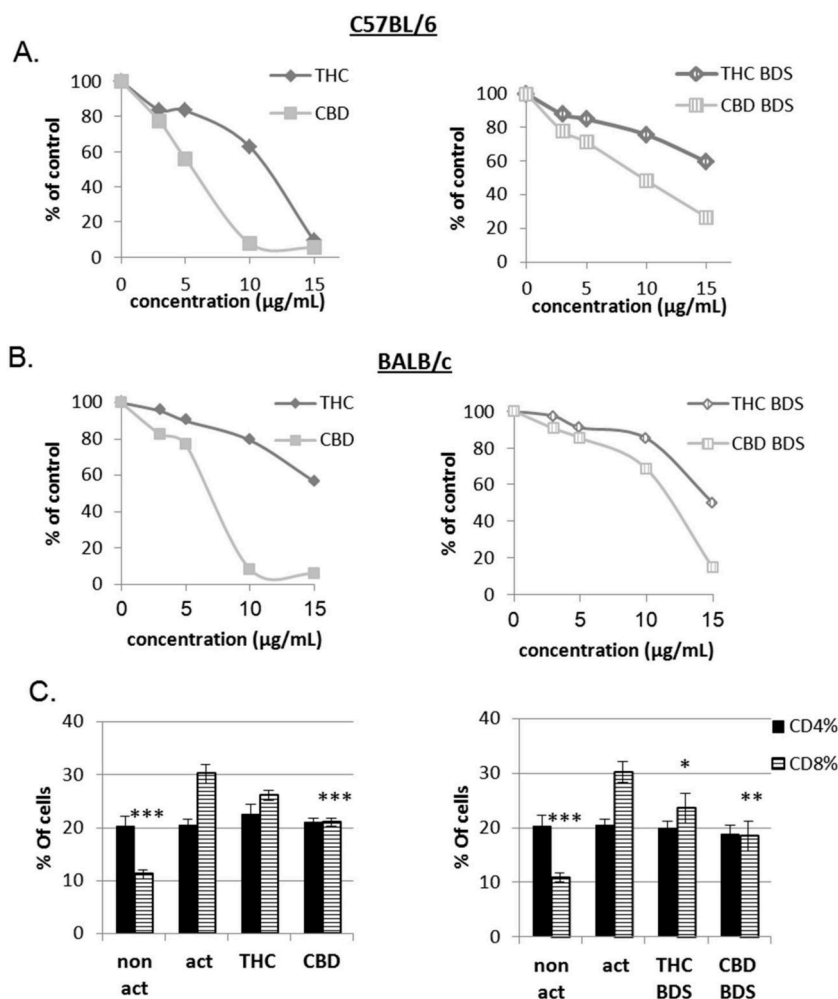 C57BL/6
A.
100
80
60
40
20
0
% of control
0 5 10 15
concentration (µg/mL)
THC
CBD
100
80
60
40
20
0
% of control
0 5 10 15
concentration (µg/mL)
THC BDS
CBD BDS
B.
BALB/c
100
80
60
40
20
0
% of control
0 5 10 15
concentration (µg/mL)
THC
CBD
100
80
60
40
20
0
% of control
0 5 10 15
concentration (µg/mL)
THC BDS
CBD BDS
C.
40
30
20
10
0
% Of cells
***
***
non act
act
THC
CBD
40
30
20
10
0
% Of cells
***
*
**
non act
act
THC BDS
CBD BDS
CD4%
CD8%